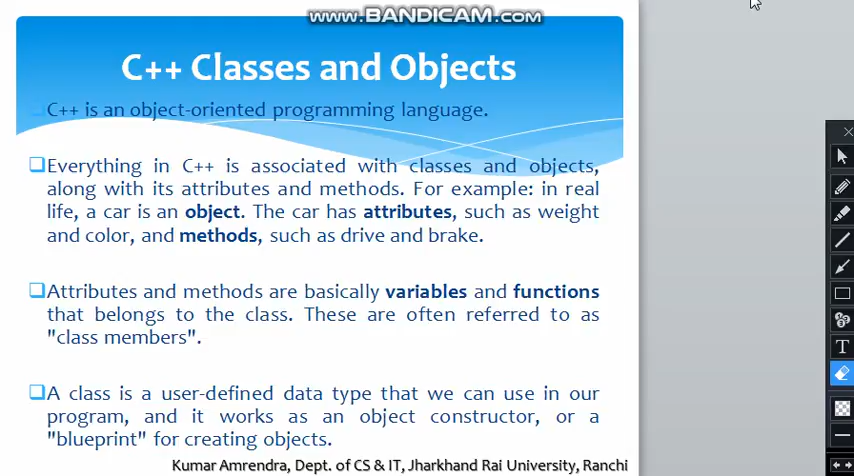 www.BANDICAM.com
C++ Classes and Objects
C++ is an object-oriented programming language.
Everything in C++ is associated with classes and objects,
along with its attributes and methods. For example: in real
life, a car is an object. The car has attributes, such as weight
and color, and methods, such as drive and brake.
Attributes and methods are basically variables and functions
that belongs to the class. These are often referred to as
"class members".
A class is a user-defined data type that we can use in our
program, and it works as an object constructor, or a
"blueprint" for creating objects.
Kumar Amrendra, Dept. of CS & IT, Jharkhand Rai University, Ranchi
T